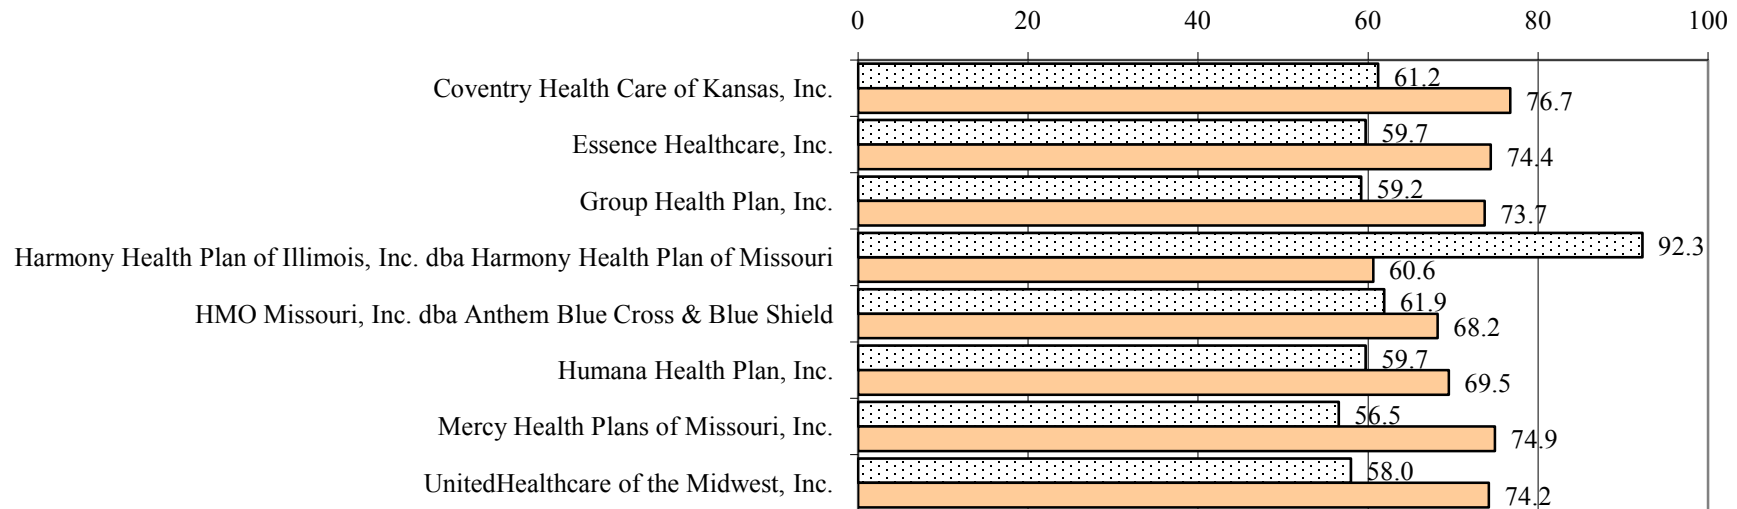 0 20 40 60 80 100
Coventry Health Care of Kansas, Inc. 61.2
76.7
Essence Healthcare, Inc. 59.7
74.4
Group Health Plan, Inc. 59.2
73.7
Harmony Health Plan of Illimois, Inc. dba Harmony Health Plan of Missouri 92.3
60.6
HMO Missouri, Inc. dba Anthem Blue Cross & Blue Shield 61.9
68.2
Humana Health Plan, Inc. 59.7
69.5
Mercy Health Plans of Missouri, Inc. 56.5
74.9
UnitedHealthcare of the Midwest, Inc. 58.0
74.2